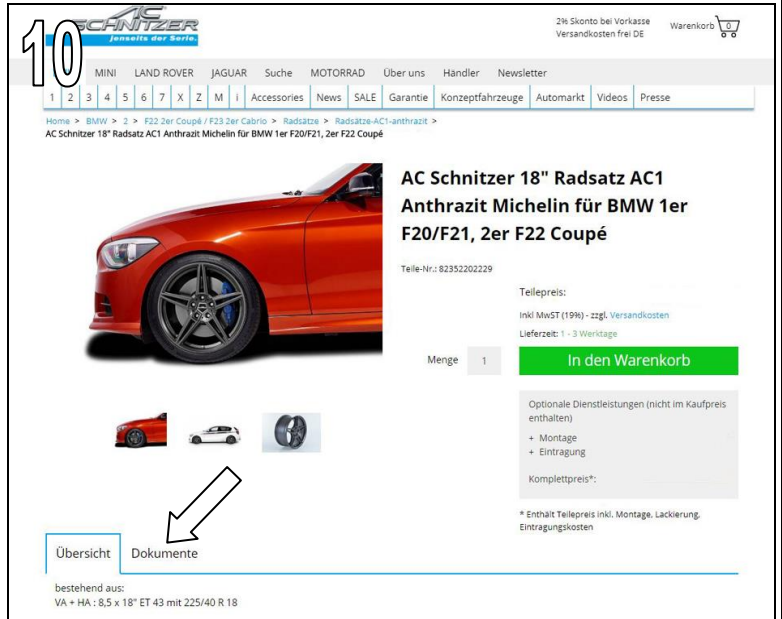 10
AC
SCHNITZER
Jenseits der Serie.
2% Skonto bei Vorkasse
Versandkosten frei DE
Warenkorb 0
MINI LAND ROVER JAGUAR Suche MOTORRAD Über uns Händler Newsletter
1 2 3 4 5 6 7 X Z M i Accessories News SALE Garantie Konzeptfahrzeuge Automarkt Videos Presse
Home > BMW > 2 > F22 2er Coupé / F23 2er Cabrio > Radsätze > Radsätze-AC1-anthrazit >
AC Schnitzer 18" Radsatz AC1 Anthrazit Michelin für BMW 1er F20/F21, 2er F22 Coupé
AC Schnitzer 18" Radsatz AC1
Anthrazit Michelin für BMW 1er
F20/F21, 2er F22 Coupé
Teile-Nr.: 82352202229
Teilepreis:
Inkl MwST (19%) - zzgl. Versandkosten
Lieferzeit: 1 - 3 Werktage
Menge 1 In den Warenkorb
Optionale Dienstleistungen (nicht im Kaufpreis
enthalten)
+ Montage
+ Eintragung
Komplettpreis*:
* Enthält Teilepreis inkl. Montage, Lackierung,
Eintragungskosten
Übersicht Dokumente
bestehend aus:
VA + HA : 8,5 x 18" ET 43 mit 225/40 R 18